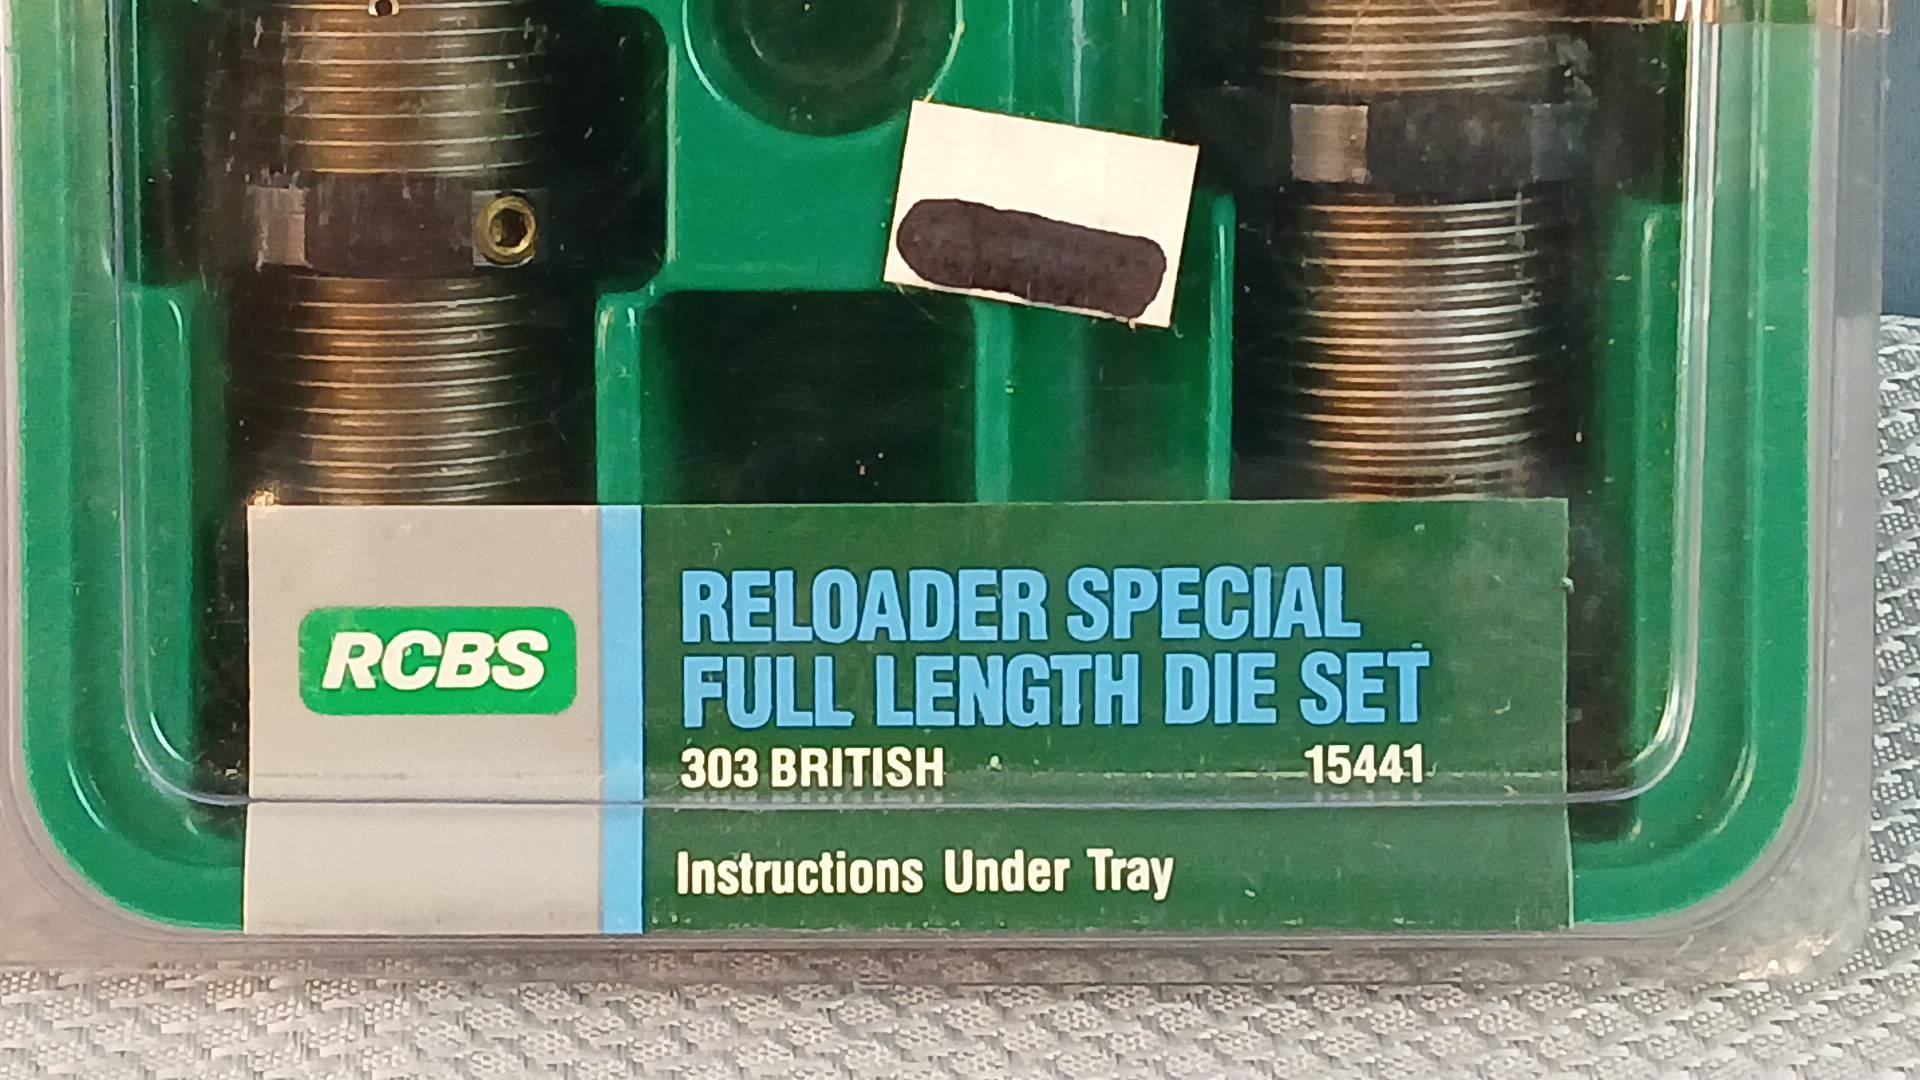 RCBS
RELOADER SPECIAL
FULL LENGTH DIE SET
303 BRITISH 15441
Instructions Under Tray